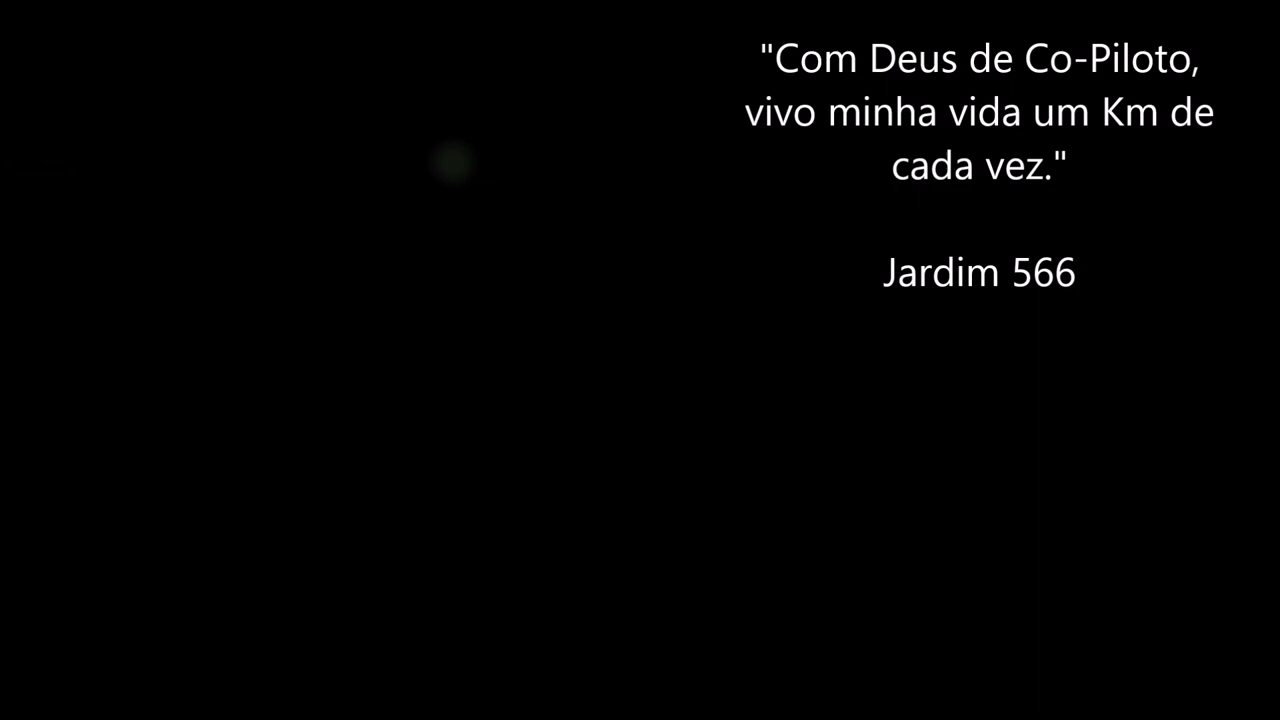 "Com Deus de Co-Piloto,
vivo minha vida um Km de
cada vez."
Jardim 566